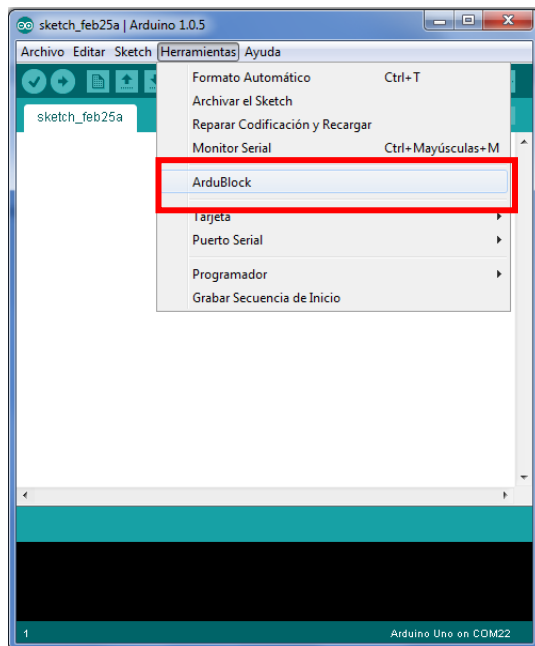 sketch_feb25a | Arduino 1.0.5
Archivo Editar Sketch Herramientas Ayuda
sketch_feb25a
Formato Automático Ctrl+T
Archivar el Sketch
Reparar Codificación y Recargar
Monitor Serial Ctrl+Mayúsculas+M
ArduBlock
Tarjeta
Puerto Serial
Programador
Grabar Secuencia de Inicio
1 Arduino Uno on COM22